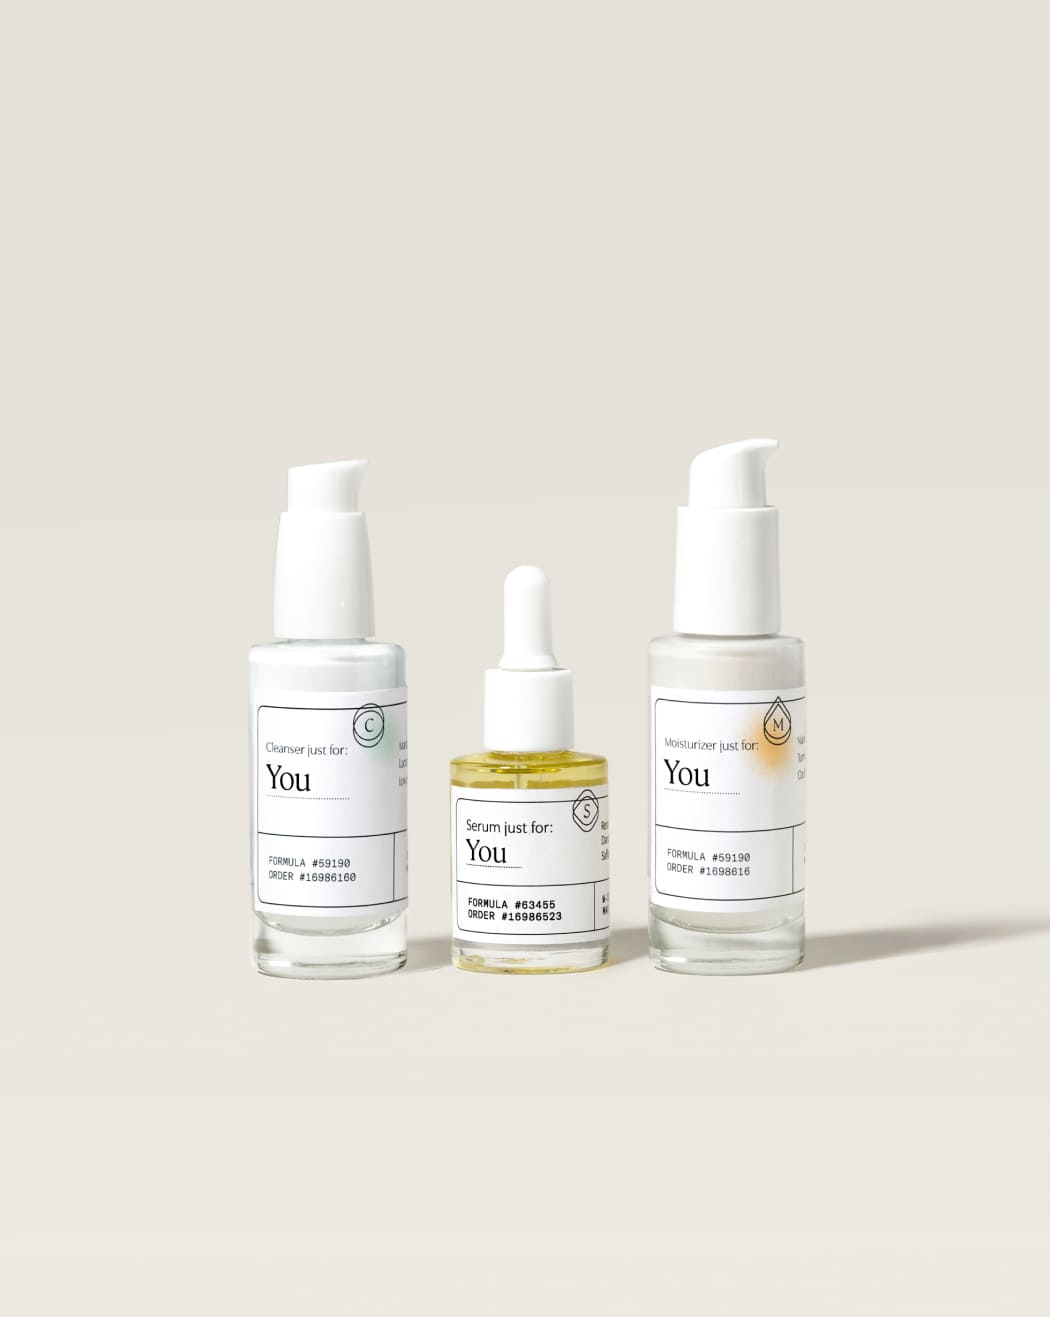 C
Cleanser just for:
You
FORMULA #59190
ORDER #16986160
S
Serum just for:
You
FORMULA #63455
ORDER #16986523
M
Moisturizer just for:
You
FORMULA #59190
ORDER #1698616